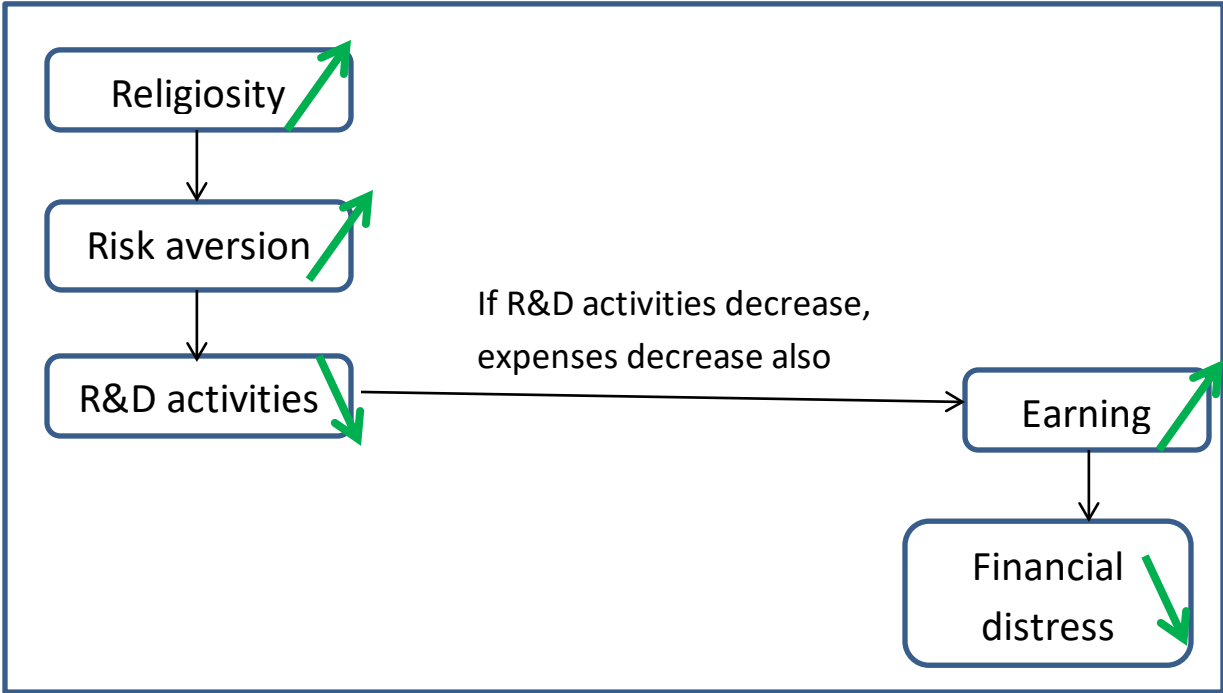 Religiosity
Risk aversion
If R&D activities decrease,
expenses decrease also
R&D activities
Earning
Financial
distress